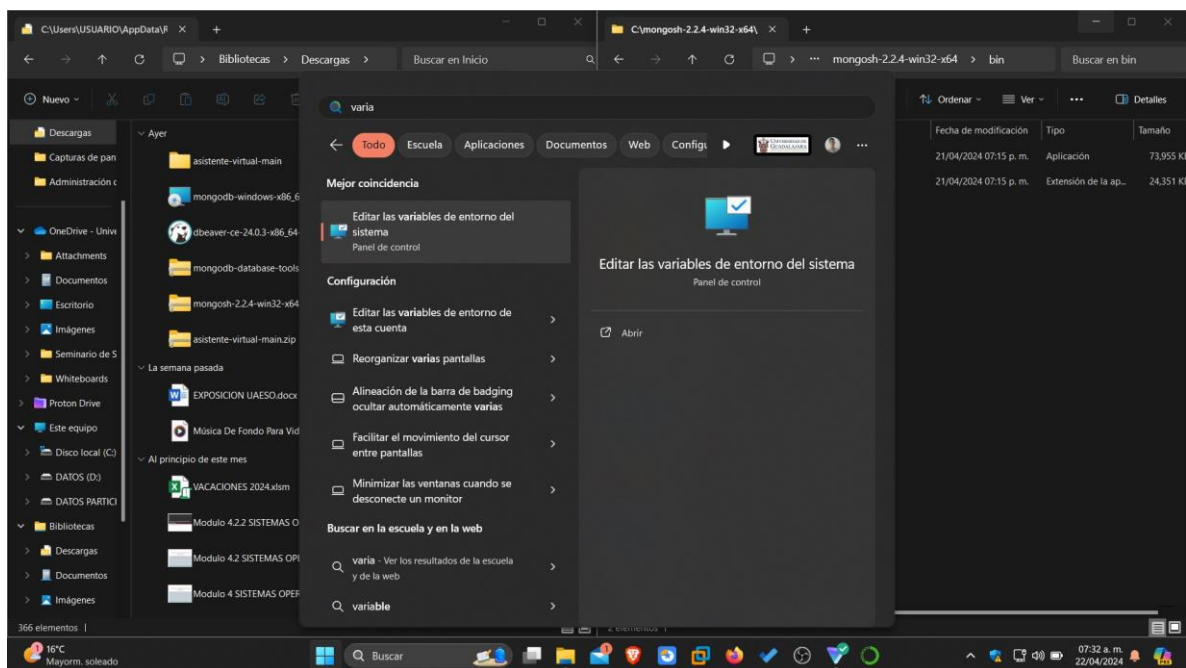 C:\Users\USUARIO\AppData\R
C:\mongosh-2.2.4-win32-x64\
Bibliotecas > Descargas >
Buscar en Inicio
mongosh-2.2.4-win32-x64 > bin
Buscar en bin
Nuevo
Ordenar
Ver
Detalles
Descargas
Capturas de pan
Administración c
OneDrive - Unive
Attachments
Documentos
Escritorio
Imágenes
Seminario de S
Whiteboards
Proton Drive
Este equipo
Disco local (C:)
DATOS (D:)
DATOS PARTICI
Bibliotecas
Descargas
Documentos
Imágenes
366 elementos
Ayer
asistente-virtual-main
mongodb-windows-x86_6
dbeaver-ce-24.0.3-x86_64-
mongodb-database-tools
mongosh-2.2.4-win32-x64
asistente-virtual-main.zip
La semana pasada
EXPOSICION UAESO.docx
Música De Fondo Para Vid
Al principio de este mes
VACACIONES 2024.xlsm
Modulo 4.2.2 SISTEMAS O
Modulo 4.2 SISTEMAS OPE
Modulo 4 SISTEMAS OPER
varia
Todo
Escuela
Aplicaciones
Documentos
Web
Configu
UNIVERSIDAD DE
GUADALAJARA
Mejor coincidencia
Editar las variables de entorno del
sistema
Panel de control
Configuración
Editar las variables de entorno de
esta cuenta
Reorganizar varias pantallas
Alineación de la barra de badging
ocultar automáticamente varias
Facilitar el movimiento del cursor
entre pantallas
Minimizar las ventanas cuando se
desconecte un monitor
Buscar en la escuela y en la web
varia - Ver los resultados de la escuela
y de la web
variable
Editar las variables de entorno del sistema
Panel de control
Abrir
Fecha de modificación
Tipo
Tamaño
21/04/2024 07:15 p. m.
Aplicación
73,955 K
21/04/2024 07:15 p. m.
Extensión de la ap...
24,351 K
2 elementos
16°C
Mayorm. soleado
Buscar
07:32 a. m.
22/04/2024